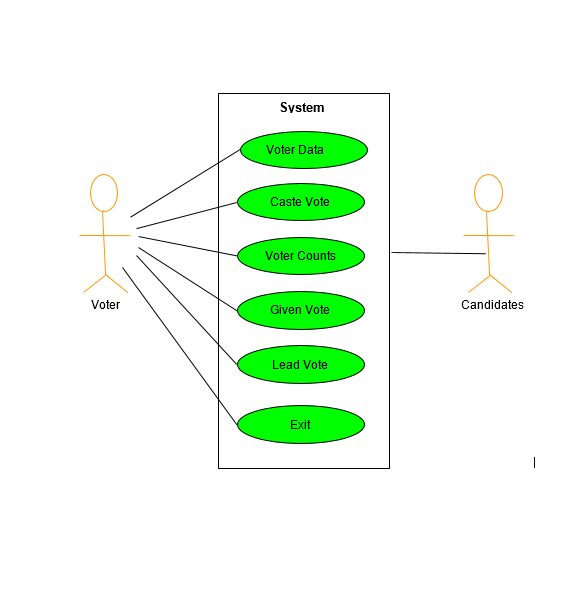 System
Voter Data
Caste Vote
Voter Counts
Given Vote
Lead Vote
Exit
Voter
Candidates